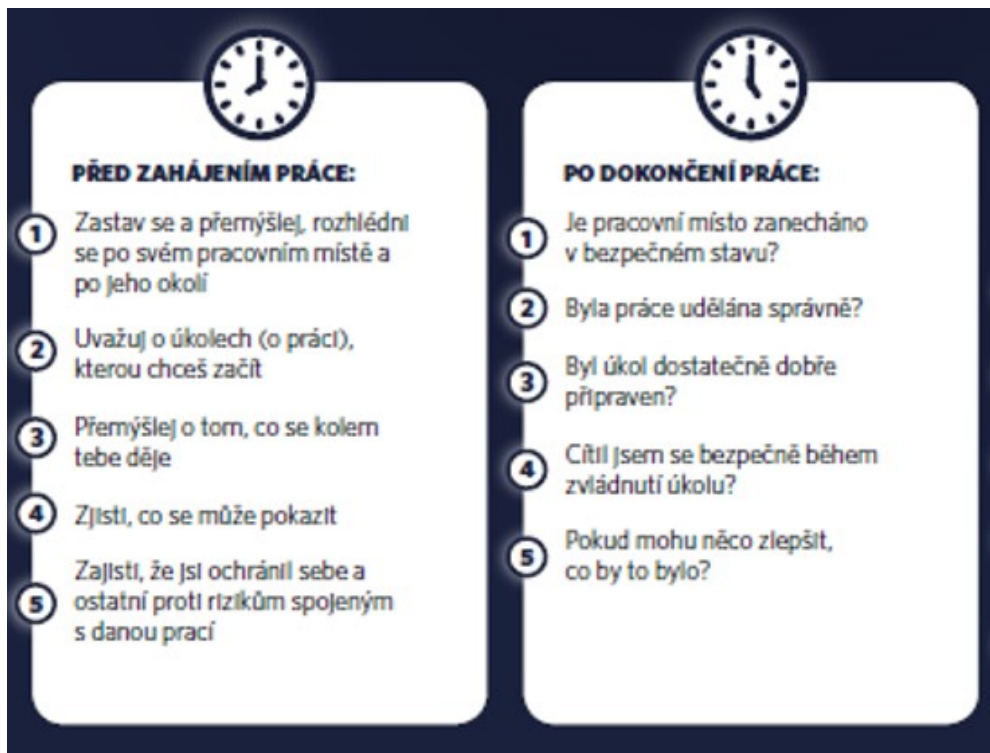 PŘED ZAHÁJENÍM PRÁCE:
1 Zastav se a přemýšlej, rozhlédni
se po svém pracovním místě a
po jeho okolí
2 Uvažuj o úkolech (o práci),
kterou chceš začít
3 Přemýšlej o tom, co se kolem
tebe děje
4 Zjisti, co se může pokazit
5 Zajisti, že jsi ochránil sebe a
ostatní proti rizikům spojeným
s danou prací
PO DOKONČENÍ PRÁCE:
1 Je pracovní místo zanecháno
v bezpečném stavu?
2 Byla práce udělána správně?
3 Byl úkol dostatečně dobře
připraven?
4 Cítil jsem se bezpečně během
zvládnutí úkolu?
5 Pokud mohu něco zlepšit,
co by to bylo?